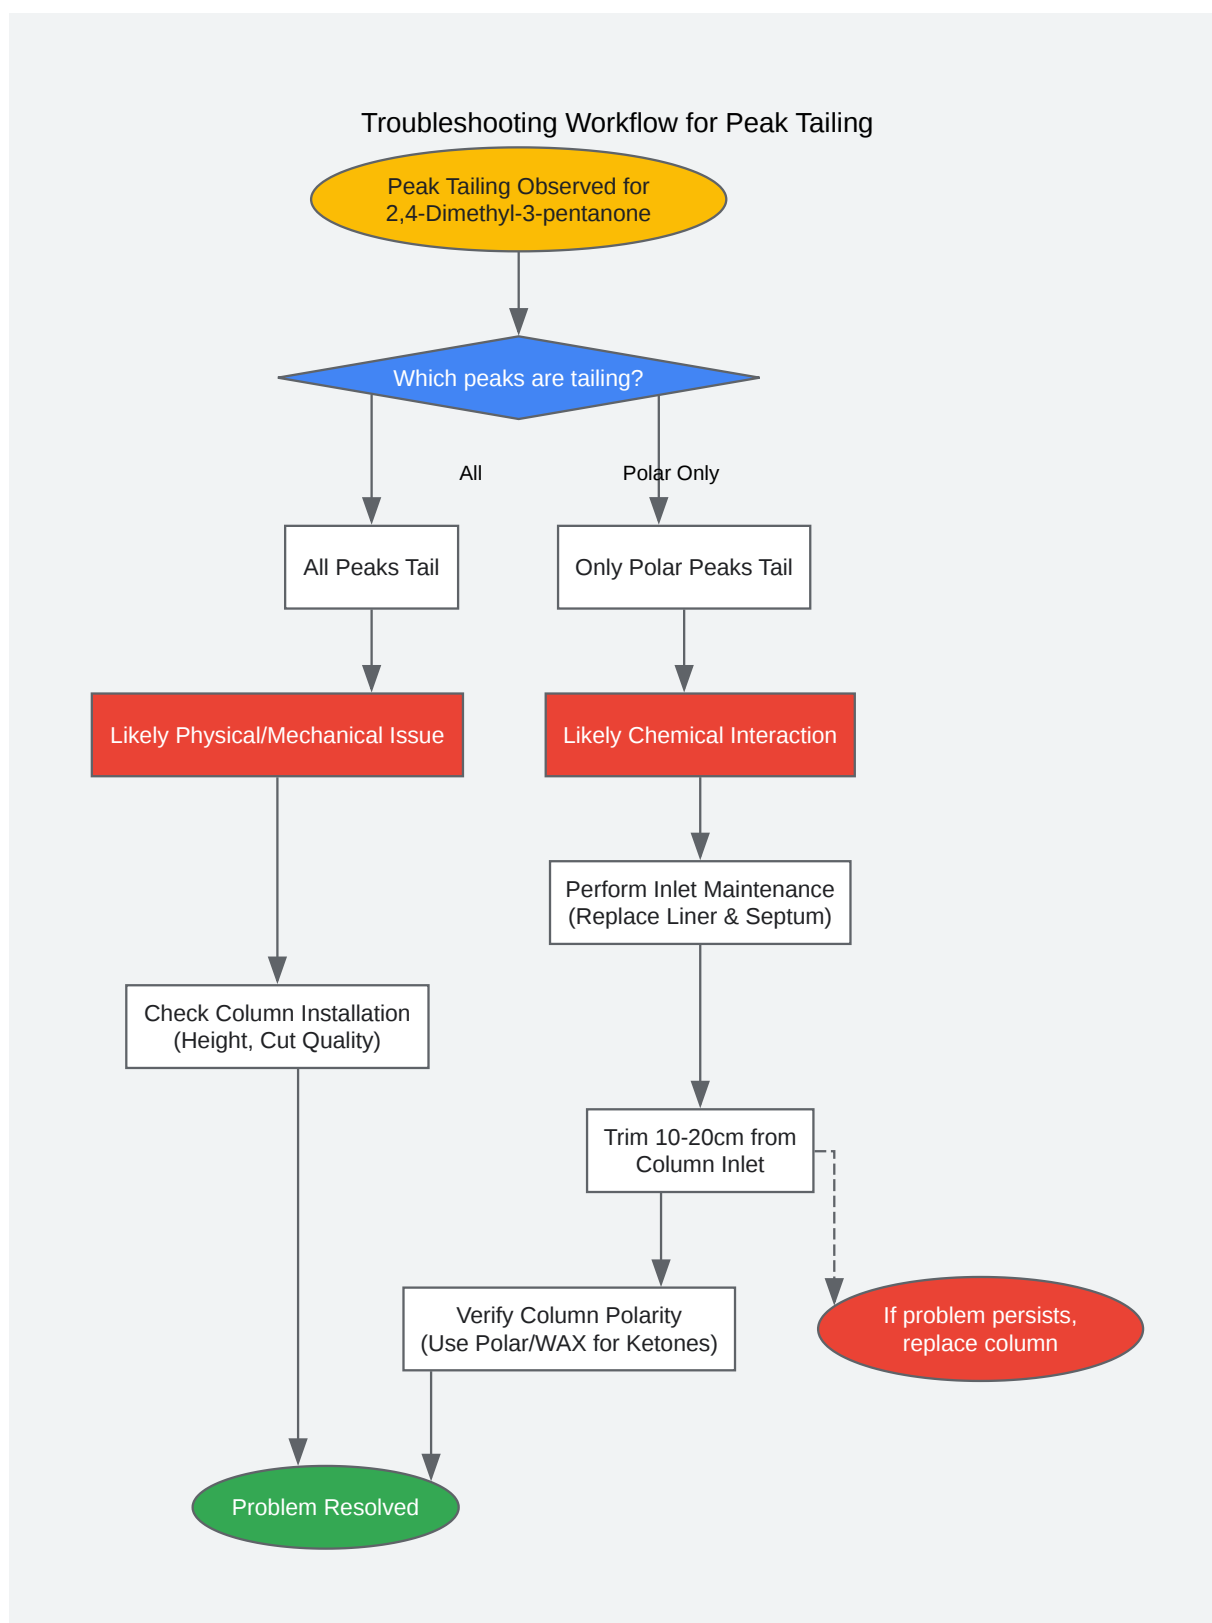 Troubleshooting Workflow for Peak Tailing
Peak Tailing Observed for
2,4-Dimethyl-3-pentanone
Which peaks are tailing?
All
Polar Only
All Peaks Tail
Only Polar Peaks Tail
Likely Physical/Mechanical Issue
Likely Chemical Interaction
Perform Inlet Maintenance
(Replace Liner & Septum)
Check Column Installation
(Height, Cut Quality)
Trim 10-20cm from
Column Inlet
Verify Column Polarity
(Use Polar/WAX for Ketones)
If problem persists,
replace column
Problem Resolved